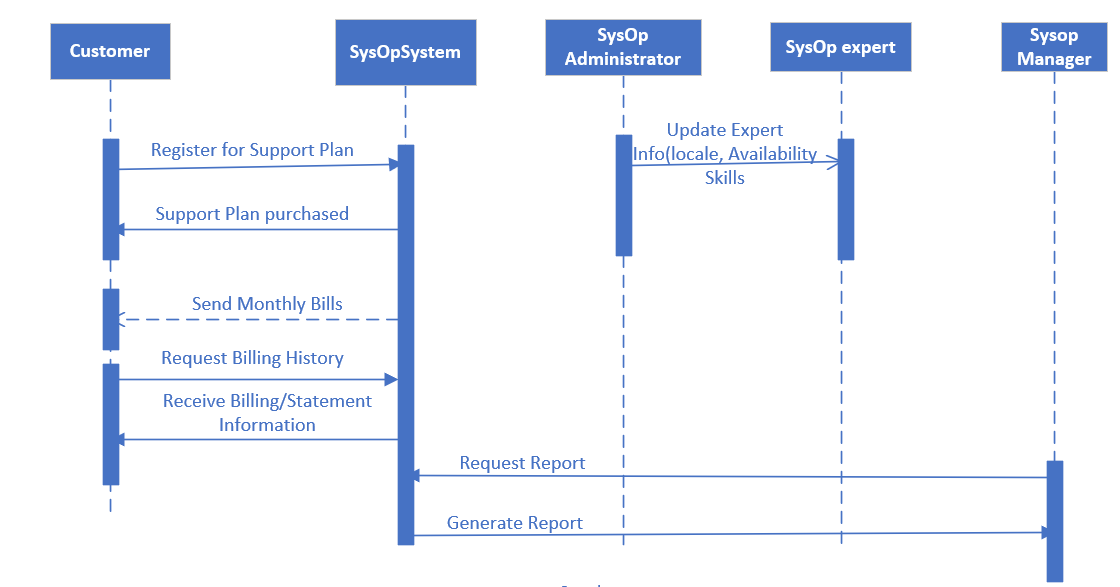 Customer
SysOpSystem
SysOp
Administrator
SysOp expert
Sysop
Manager
Register for Support Plan
Update Expert
Info(locale, Availability
Skills
Support Plan purchased
Send Monthly Bills
Request Billing History
Receive Billing/Statement
Information
Request Report
Generate Report